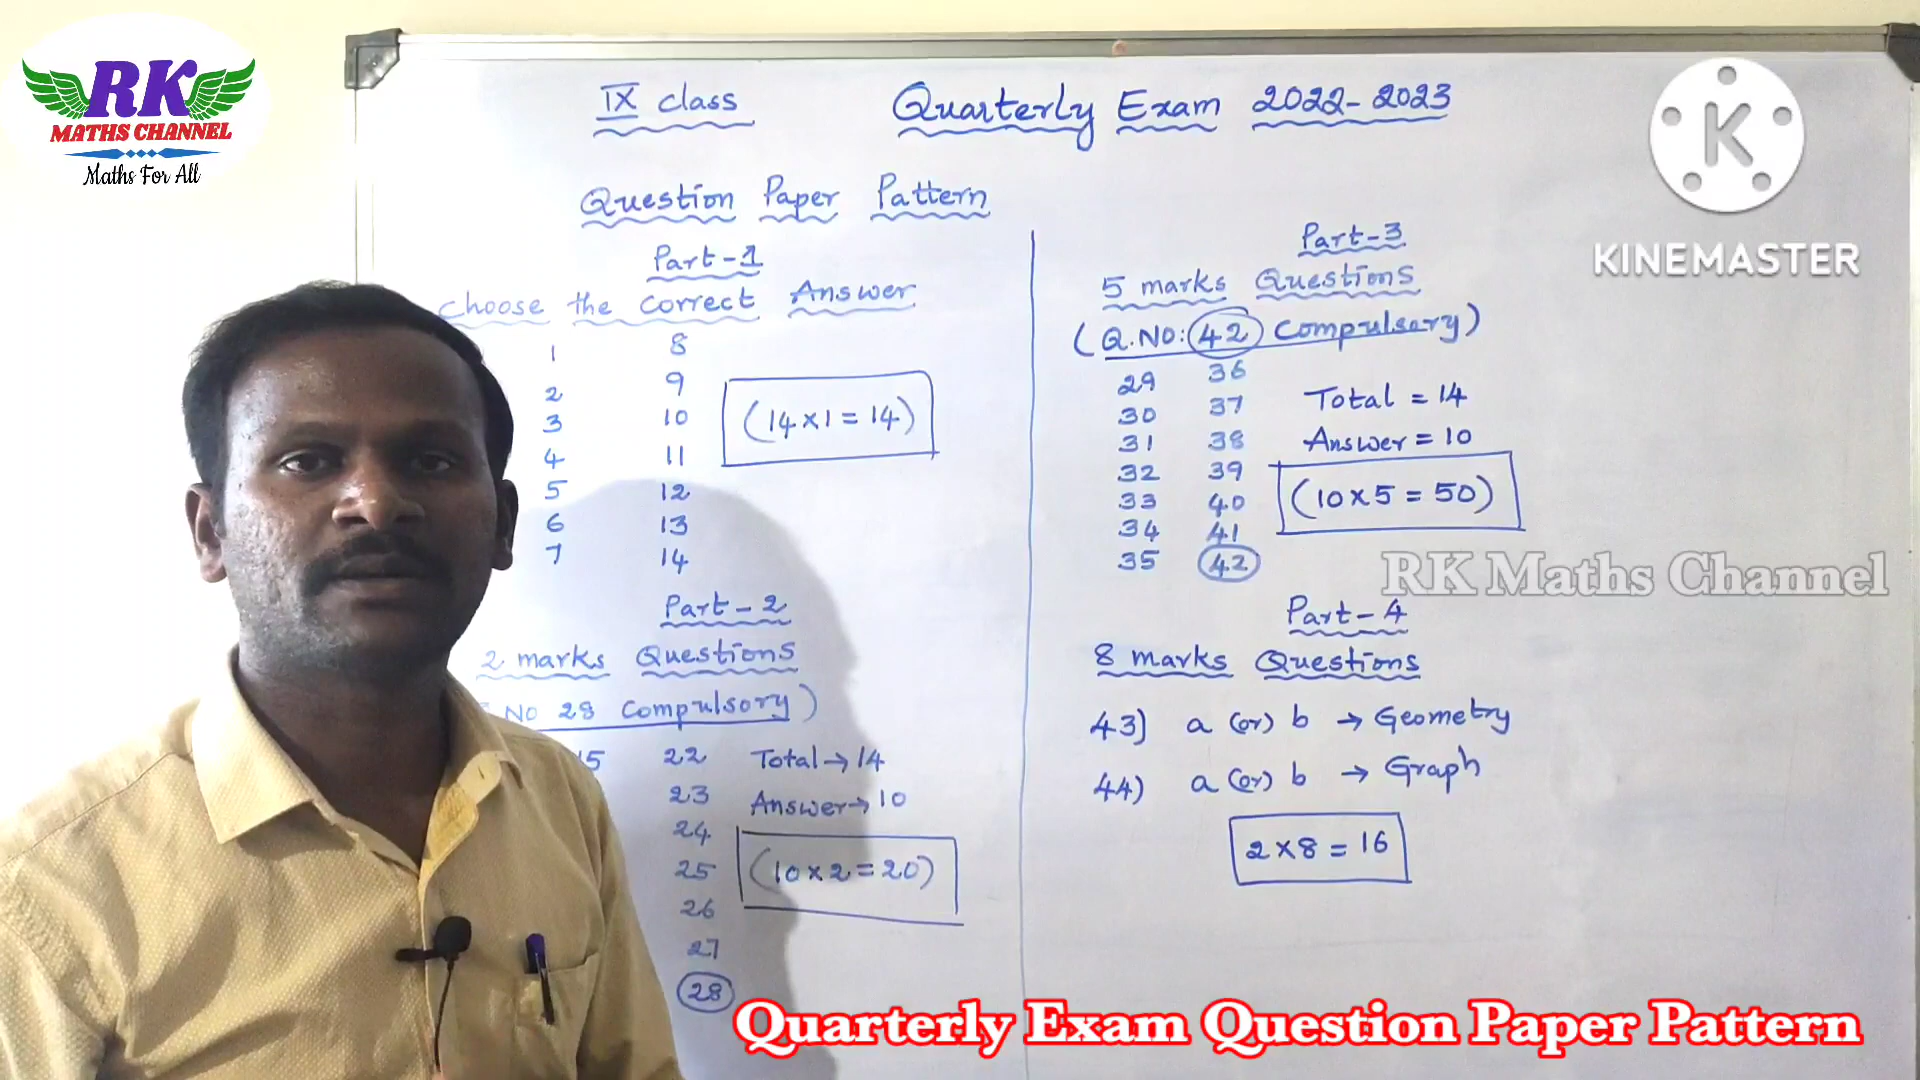 RK
MATHS CHANNEL
Maths For All
IX class Quarterly Exam 2022-2023
Question Paper Pattern
Part-1
choose the correct Answer
1 8
2 9
3 10
4 11
5 12
6 13
7 14
(14×1=14)
Part-2
2 marks Questions
No 28 Compulsory)
15 22
23
24
25
26
27
28
Total→14
Answer→10
(10×2=20)
Part-3
5 marks Questions
(Q.NO: 42 Compulsory)
29 36
30 37
31 38
32 39
33 40
34 41
35 42
Total = 14
Answer = 10
(10×5=50)
Part-4
8 marks Questions
43) a (or) b → Geometry
44) a (or) b → Graph
2×8=16
K
KINEMASTER
RK Maths Channel
Quarterly Exam Question Paper Pattern